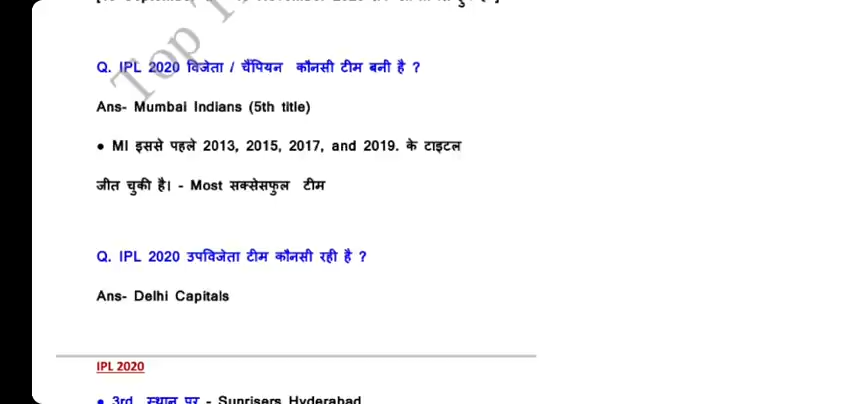 Top
Q. IPL 2020 विजेता / चैंपियन कौनसी टीम बनी है ?
Ans- Mumbai Indians (5th title)
● MI इससे पहले 2013, 2015, 2017, and 2019. के टाइटल
जीत चुकी है। - Most सक्सेसफुल टीम
Q. IPL 2020 उपविजेता टीम कौनसी रही है ?
Ans- Delhi Capitals
IPL 2020
● 3rd स्थान पर - Sunrisers Hyderabad